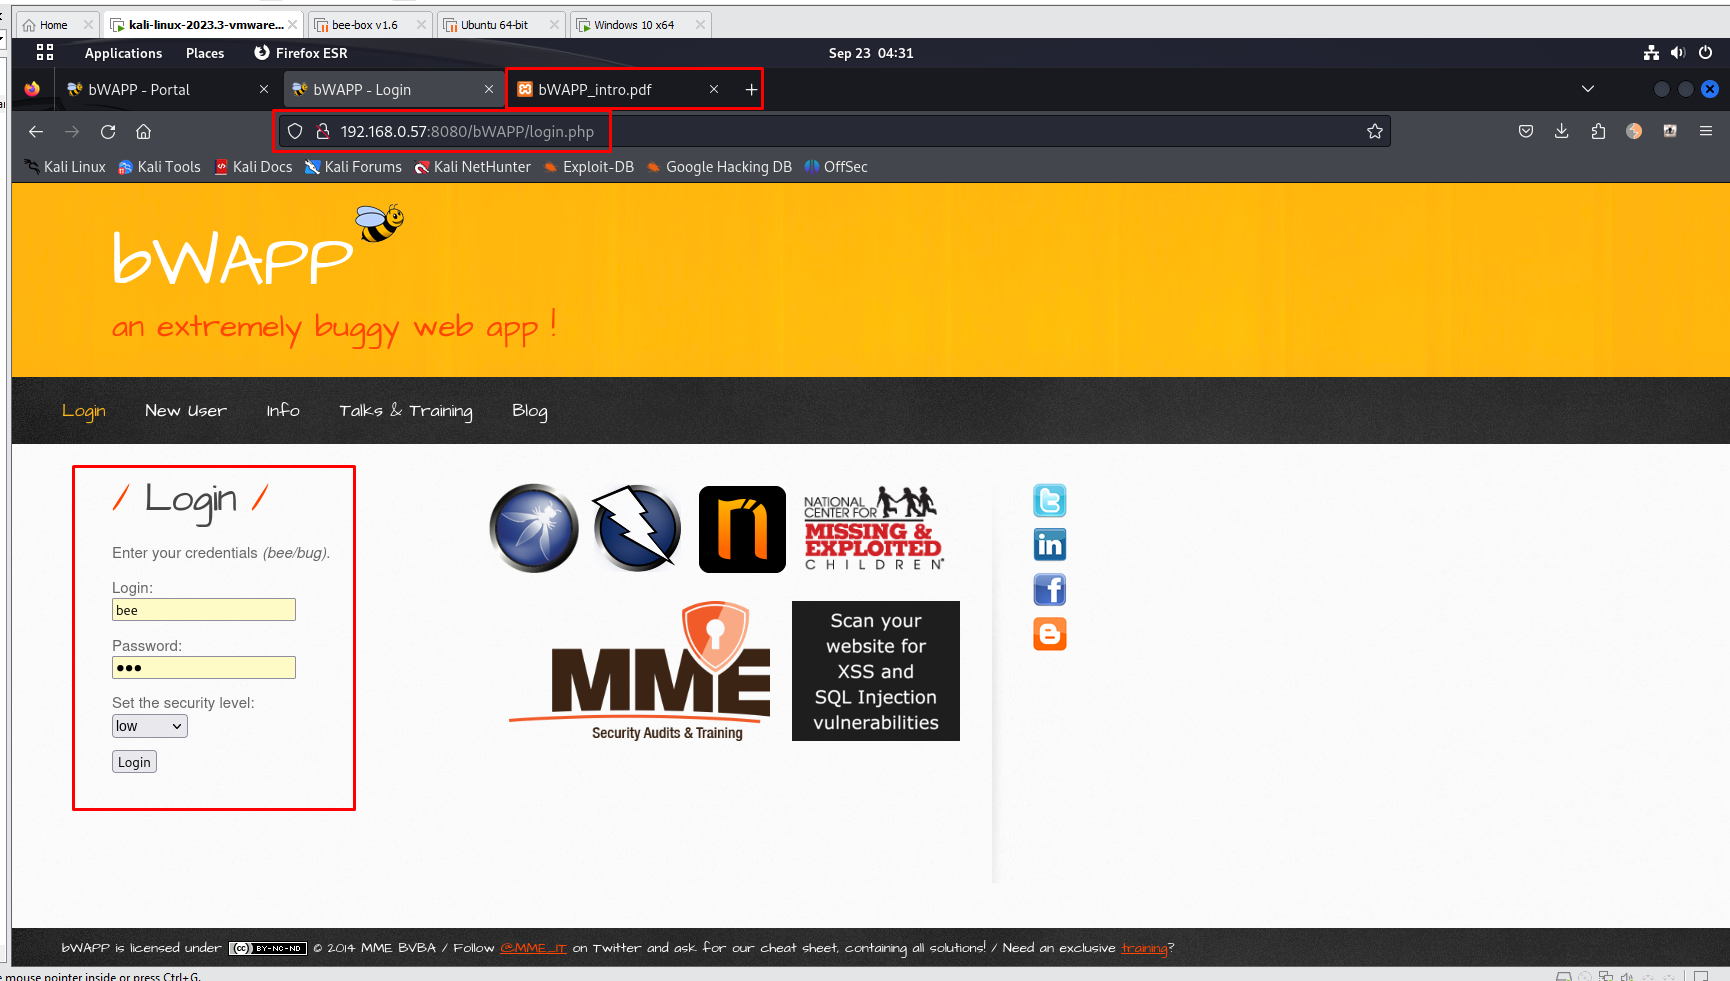 Home
kali-linux-2023.3-vmware...
bee-box v1.6
Ubuntu 64-bit
Windows 10 x64
Applications Places Firefox ESR Sep 23 04:31
bWAPP - Portal
bWAPP - Login
bWAPP_intro.pdf
192.168.0.57:8080/bWAPP/login.php
Kali Linux Kali Tools Kali Docs Kali Forums Kali NetHunter Exploit-DB Google Hacking DB OffSec
bWAPP
an extremely buggy web app !
Login New User Info Talks & Training Blog
/ Login /
Enter your credentials (bee/bug).
Login:
bee
Password:
●●●
Set the security level:
low
Login
NATIONAL
CENTER FOR
MISSING &
EXPLOITED
CHILDREN®
MME
Security Audits & Training
Scan your
website for
XSS and
SQL Injection
vulnerabilities
bWAPP is licensed under (cc) BY-NC-ND © 2014 MME BVBA / Follow @MME_IT on Twitter and ask for our cheat sheet, containing all solutions! / Need an exclusive training?
mouse pointer inside or press Ctrl+G.